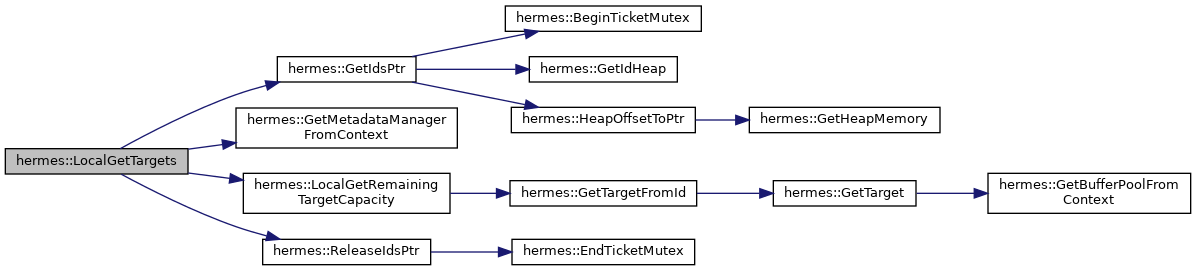 hermes::BeginTicketMutex
hermes::GetIdsPtr
hermes::GetIdHeap
hermes::HeapOffsetToPtr
hermes::GetHeapMemory
hermes::GetMetadataManager
FromContext
hermes::LocalGetTargets
hermes::LocalGetRemaining
TargetCapacity
hermes::GetTargetFromId
hermes::GetTarget
hermes::GetBufferPoolFrom
Context
hermes::ReleaseIdsPtr
hermes::EndTicketMutex